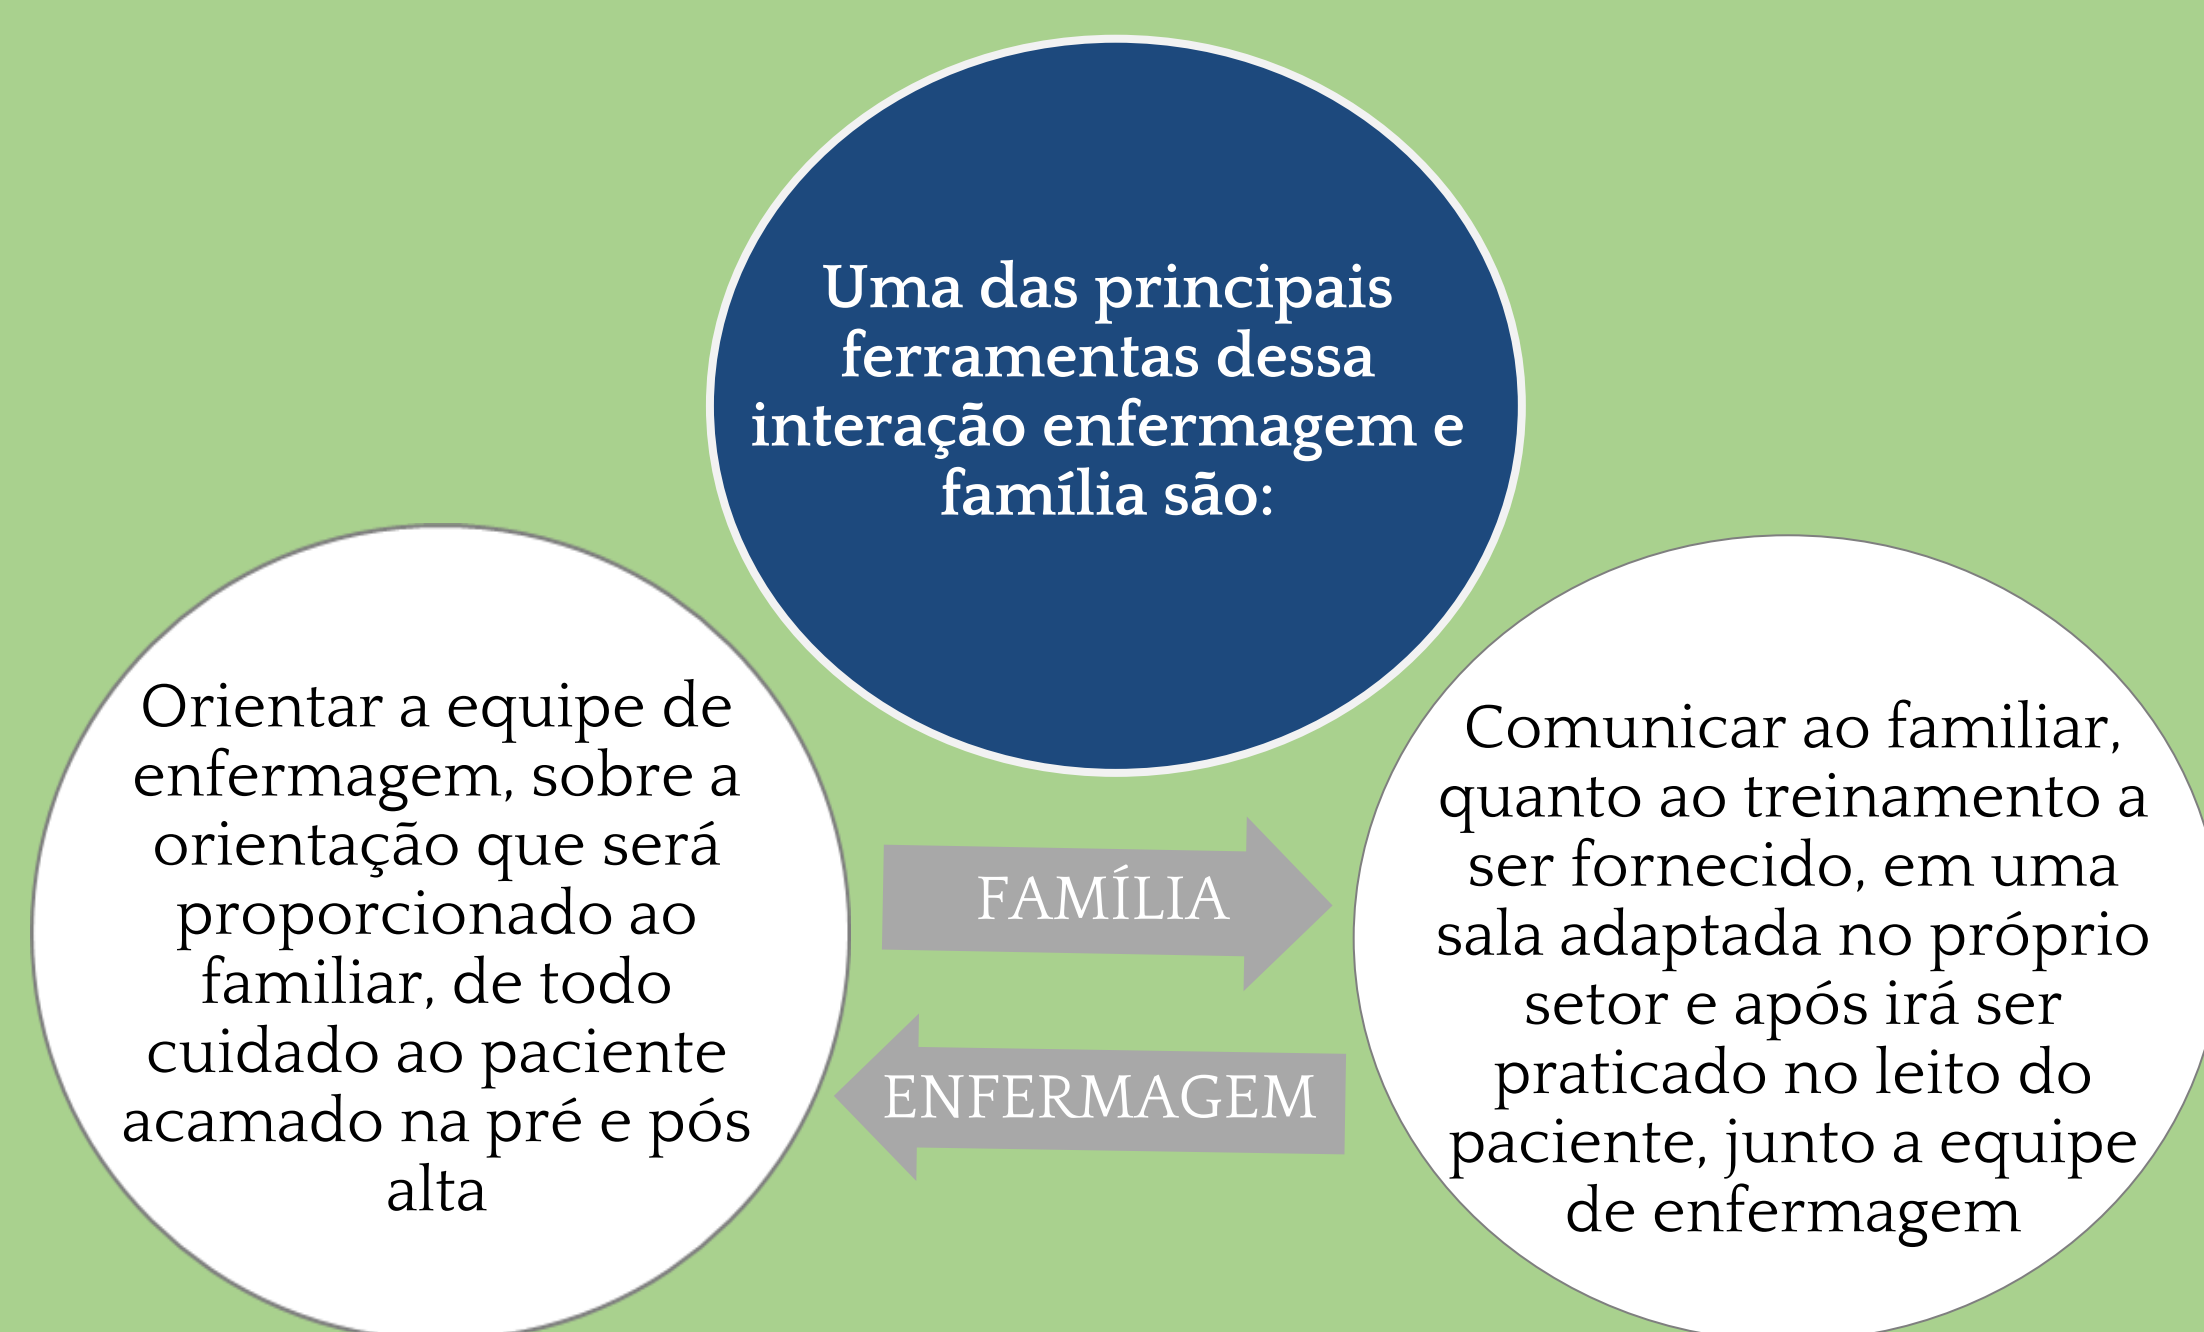 Uma das principais
ferramentas dessa
interação enfermagem e
família são:
Orientar a equipe de
enfermagem, sobre a
orientação que será
proporcionado ao
familiar, de todo
cuidado ao paciente
acamado na pré e pós
alta
FAMÍLIA
ENFERMAGEM
Comunicar ao familiar,
quanto ao treinamento a
ser fornecido, em uma
sala adaptada no próprio
setor e após irá ser
praticado no leito do
paciente, junto a equipe
de enfermagem